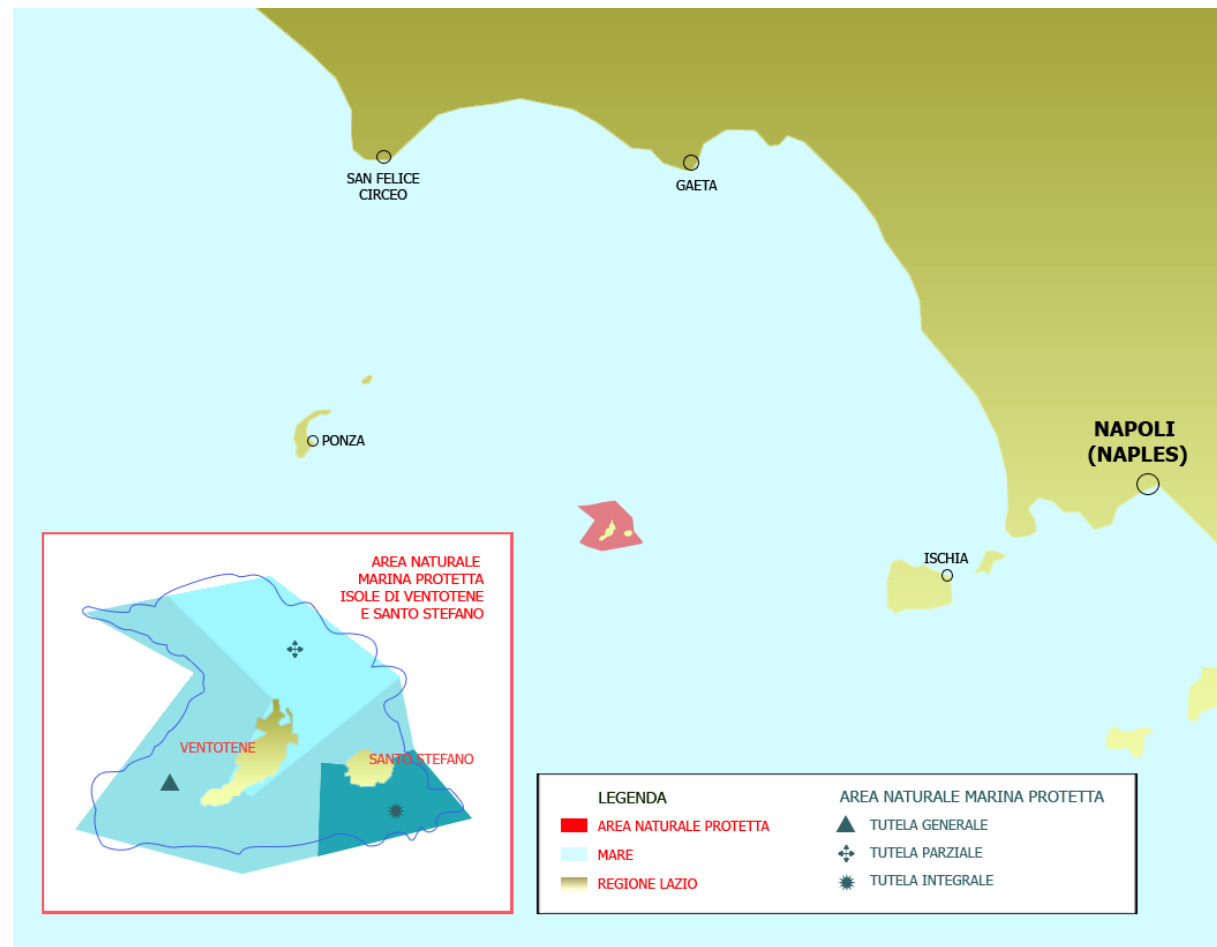 SAN FELICE
CIRCEO
GAETA
PONZA
NAPOLI
(NAPLES)
ISCHIA
AREA NATURALE
MARINA PROTETTA
ISOLE DI VENTOTENE
E SANTO STEFANO
VENTOTENE
SANTO STEFANO
LEGENDA
AREA NATURALE PROTETTA
MARE
REGIONE LAZIO
AREA NATURALE MARINA PROTETTA
TUTELA GENERALE
TUTELA PARZIALE
TUTELA INTEGRALE